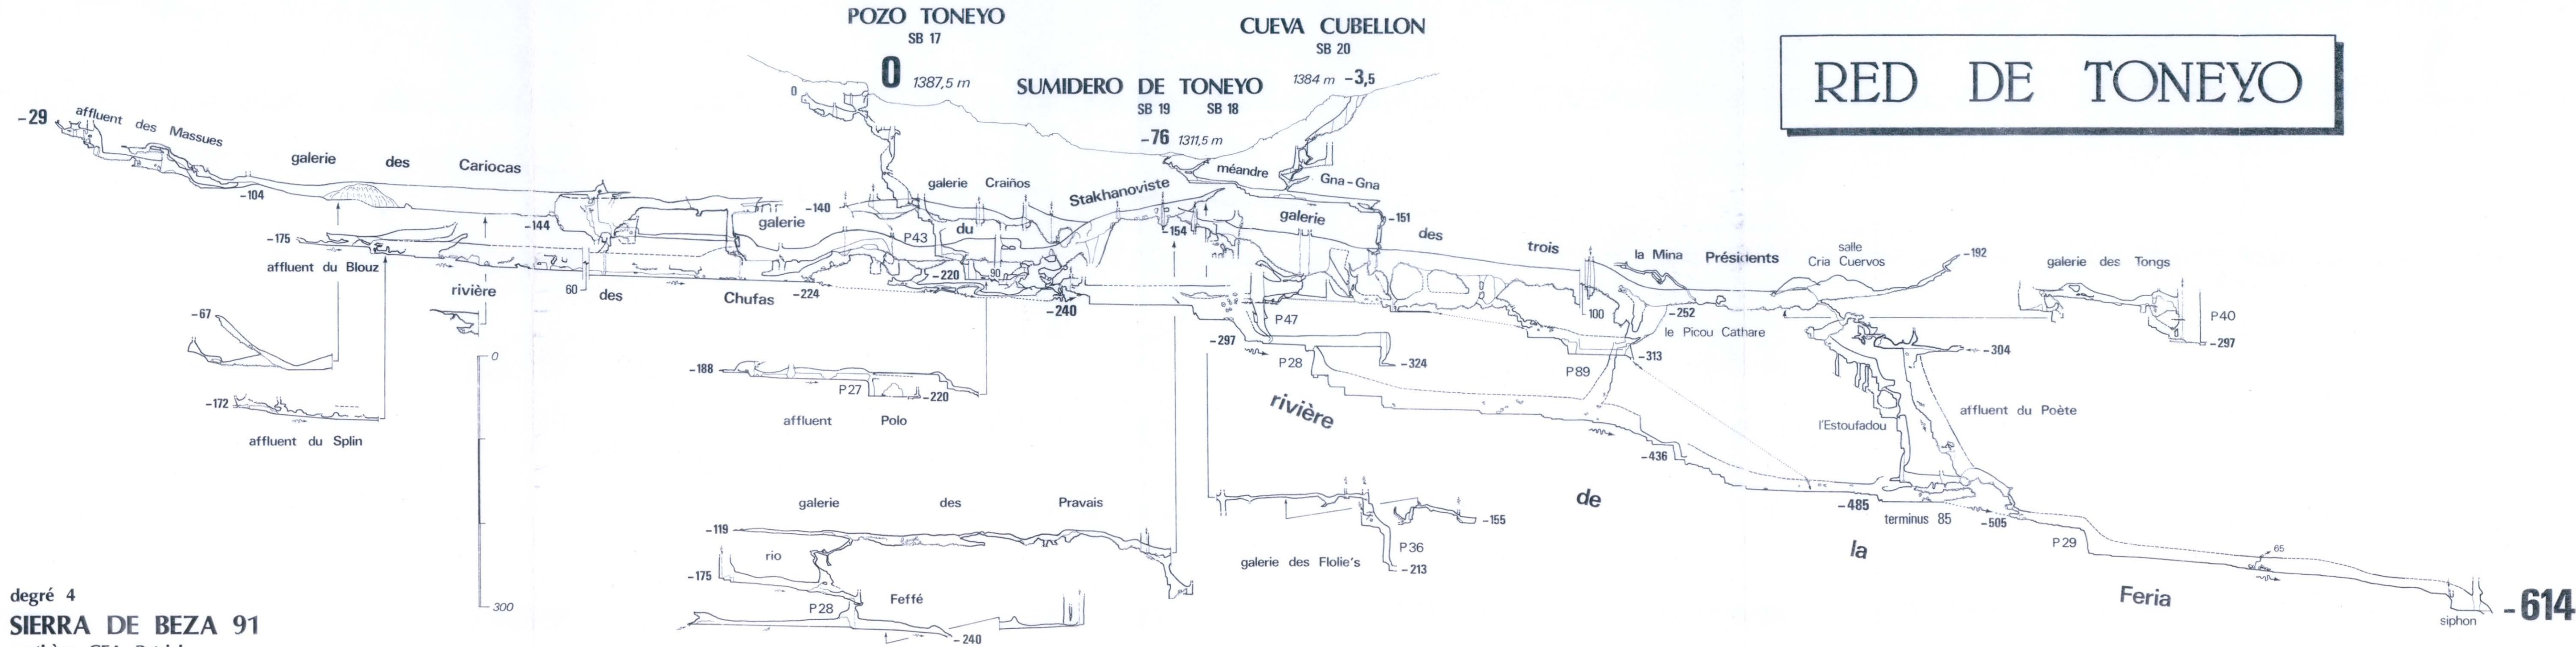 POZO TONEYO
SB 17
0 1387,5 m
CUEVA CUBELLON
SB 20
1384 m -3,5
SUMIDERO DE TONEYO
SB 19 SB 18
-76 1311,5 m
RED DE TONEYO
0
-29
affluent des Massues
galerie des Cariocas
-104
-144
-175
affluent du Blouz
rivière des Chufas
60
-67
-172
affluent du Splin
0
300
galerie Craiños
-140
galerie du Stakhanoviste
P43
-220
90
-224
-240
-154
méandre Gna-Gna
-151
galerie des trois Présidents
la Mina
salle
Cria Cuervos
-192
galerie des Tongs
P40
-297
100
-252
le Picou Cathare
-313
P89
P47
-297
P28
-324
-304
affluent du Poète
l'Estoufadou
-188
P27
-220
affluent Polo
rivière de la Feria
-436
-485
terminus 85
-505
P29
65
siphon
-614
galerie des Pravais
-119
rio Feffé
-175
P28
-240
-155
P36
-213
galerie des Flolie's
degré 4
SIERRA DE BEZA 91